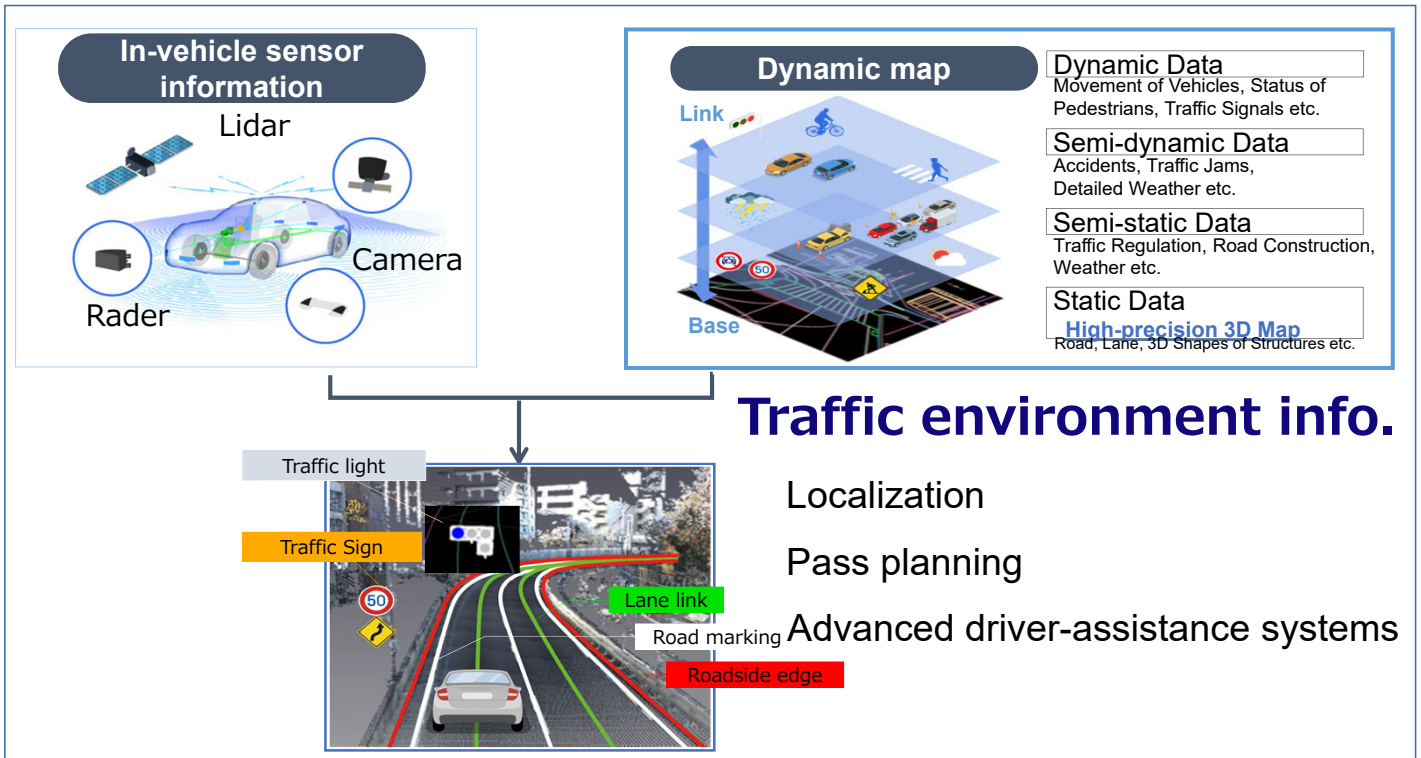 In-vehicle sensor
information
Lidar
Camera
Rader
Dynamic map
Link
Base
50
Dynamic Data
Movement of Vehicles, Status of
Pedestrians, Traffic Signals etc.
Semi-dynamic Data
Accidents, Traffic Jams,
Detailed Weather etc.
Semi-static Data
Traffic Regulation, Road Construction,
Weather etc.
Static Data
High-precision 3D Map
Road, Lane, 3D Shapes of Structures etc.
Traffic environment info.
Localization
Pass planning
Advanced driver-assistance systems
Traffic light
Traffic Sign
50
Lane link
Road marking
Roadside edge